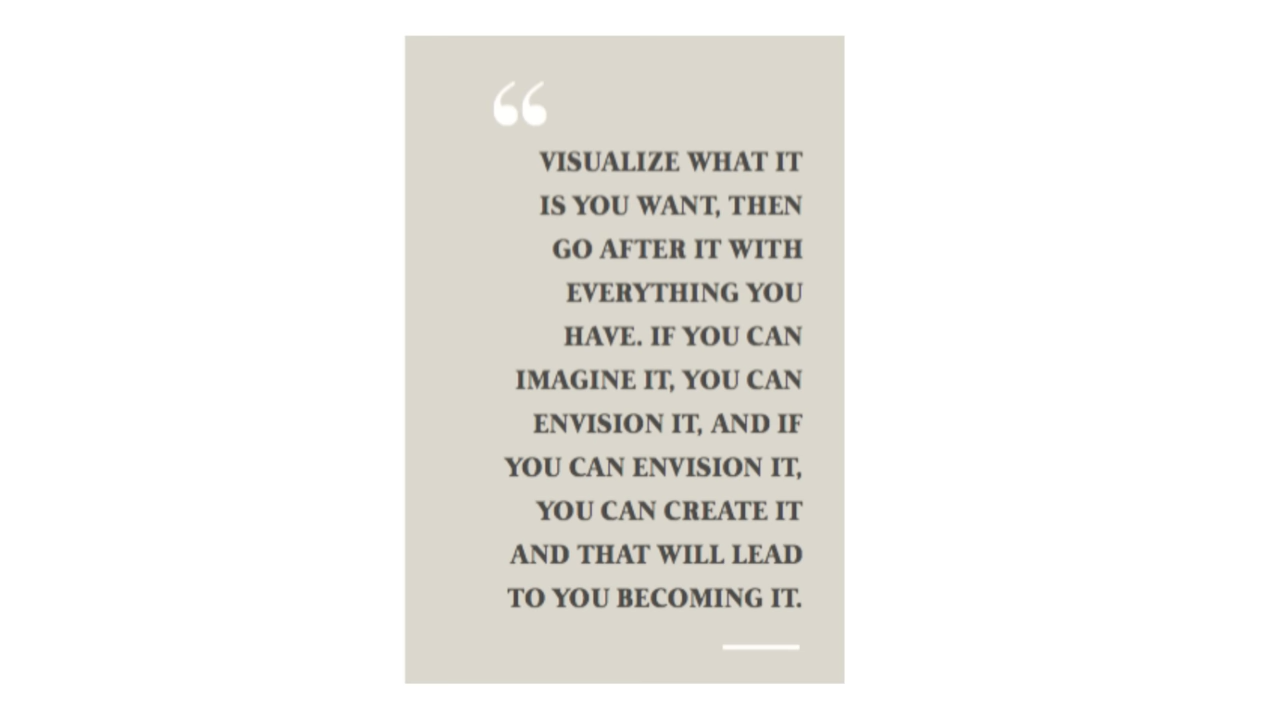 “
VISUALIZE WHAT IT
IS YOU WANT, THEN
GO AFTER IT WITH
EVERYTHING YOU
HAVE. IF YOU CAN
IMAGINE IT, YOU CAN
ENVISION IT, AND IF
YOU CAN ENVISION IT,
YOU CAN CREATE IT
AND THAT WILL LEAD
TO YOU BECOMING IT.